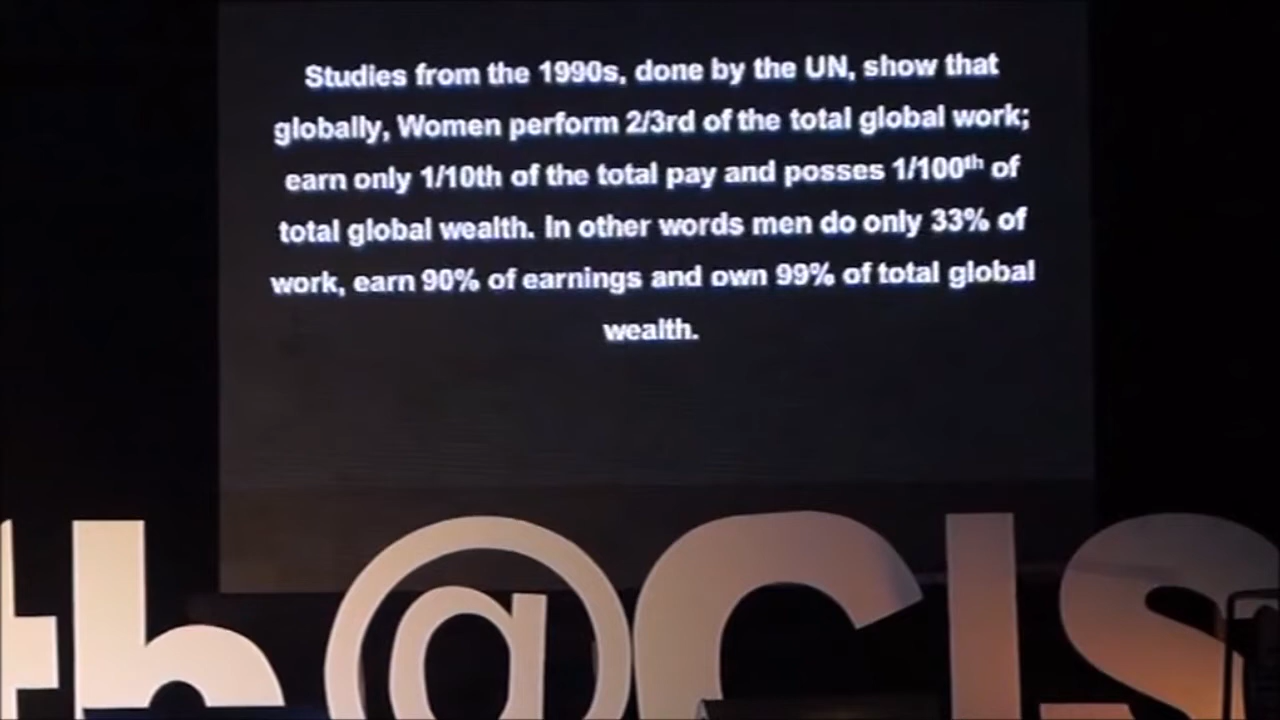 Studies from the 1990s, done by the UN, show that
globally, Women perform 2/3rd of the total global work;
earn only 1/10th of the total pay and posses 1/100th of
total global wealth. In other words men do only 33% of
work, earn 90% of earnings and own 99% of total global
wealth.
th@CIS